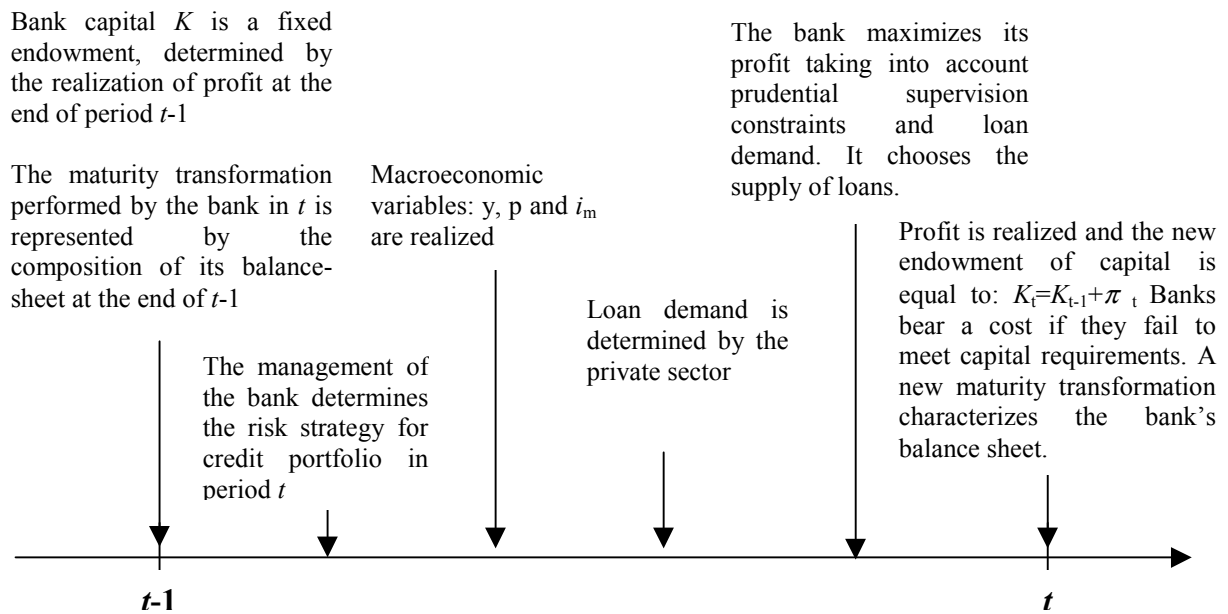 Bank capital K is a fixed
endowment, determined by
the realization of profit at the
end of period t-1
The maturity transformation
performed by the bank in t is
represented by the
composition of its balance-
sheet at the end of t-1
The management of
the bank determines
the risk strategy for
credit portfolio in
period t
Macroeconomic
variables: y, p and iₘ
are realized
Loan demand is
determined by the
private sector
The bank maximizes its
profit taking into account
prudential supervision
constraints and loan
demand. It chooses the
supply of loans.
Profit is realized and the new
endowment of capital is
equal to: Kₜ=Kₜ₋₁+π ₜ Banks
bear a cost if they fail to
meet capital requirements. A
new maturity transformation
characterizes the bank’s
balance sheet.
t-1
t